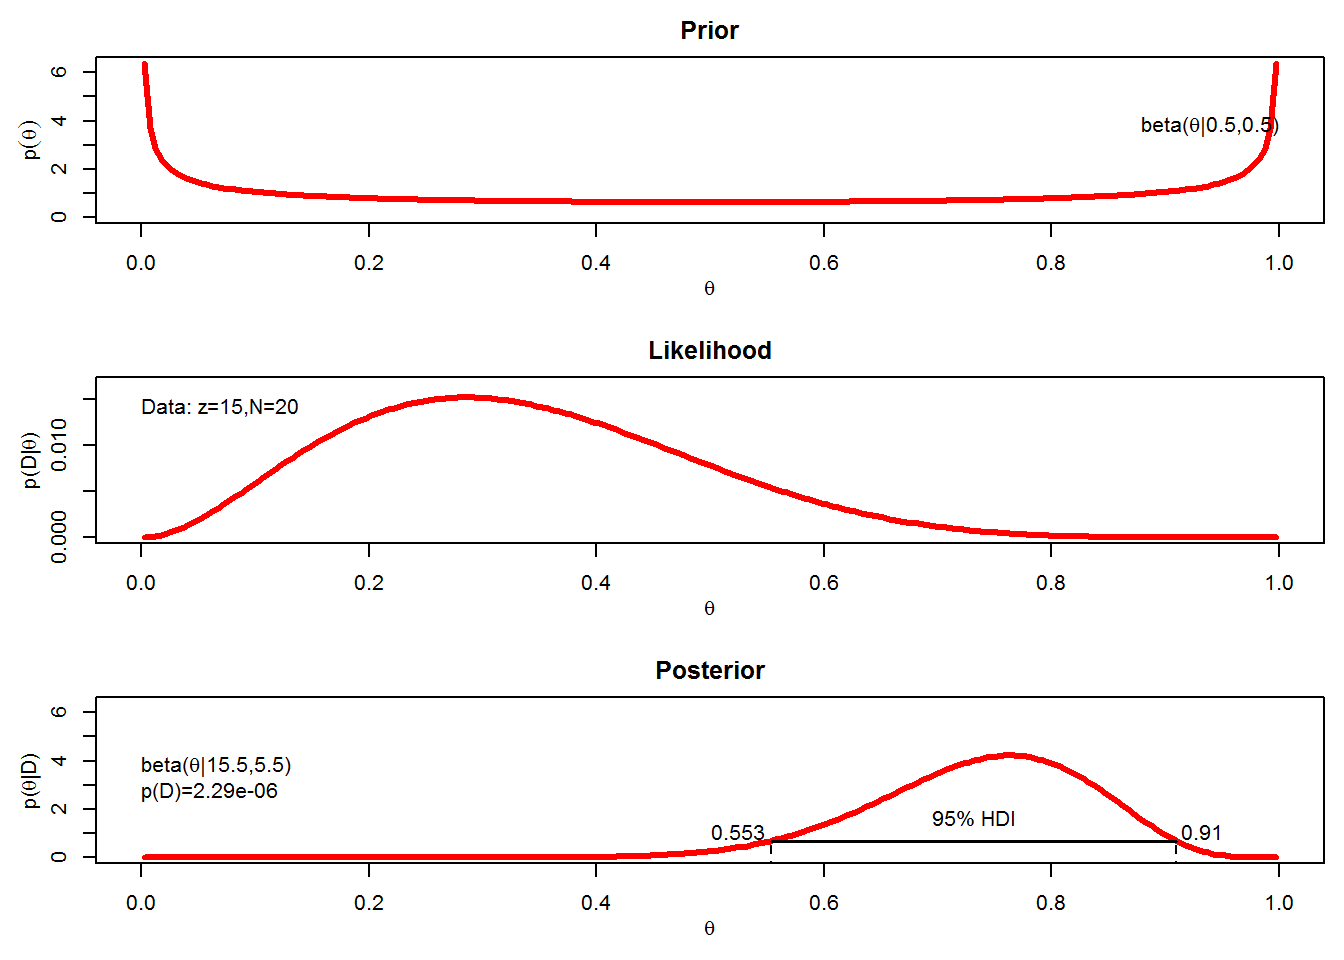 Prior
p(θ)
0 2 4 6
beta(θ|0.5,0.5)
0.0 0.2 0.4 0.6 0.8 1.0
θ
Likelihood
p(D|θ)
0.000 0.010
Data: z=15,N=20
0.0 0.2 0.4 0.6 0.8 1.0
θ
Posterior
p(θ|D)
0 2 4 6
beta(θ|15.5,5.5)
p(D)=2.29e-06
95% HDI
0.553 0.91
0.0 0.2 0.4 0.6 0.8 1.0
θ